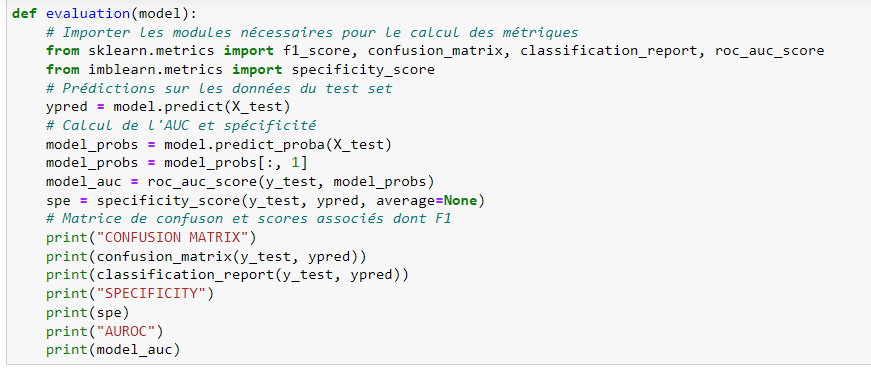 def evaluation(model):
    # Importer les modules nécessaires pour le calcul des métriques
    from sklearn.metrics import f1_score, confusion_matrix, classification_report, roc_auc_score
    from imblearn.metrics import specificity_score
    # Prédictions sur les données du test set
    ypred = model.predict(X_test)
    # Calcul de l'AUC et spécificité
    model_probs = model.predict_proba(X_test)
    model_probs = model_probs[:, 1]
    model_auc = roc_auc_score(y_test, model_probs)
    spe = specificity_score(y_test, ypred, average=None)
    # Matrice de confuson et scores associés dont F1
    print("CONFUSION MATRIX")
    print(confusion_matrix(y_test, ypred))
    print(classification_report(y_test, ypred))
    print("SPECIFICITY")
    print(spe)
    print("AUROC")
    print(model_auc)